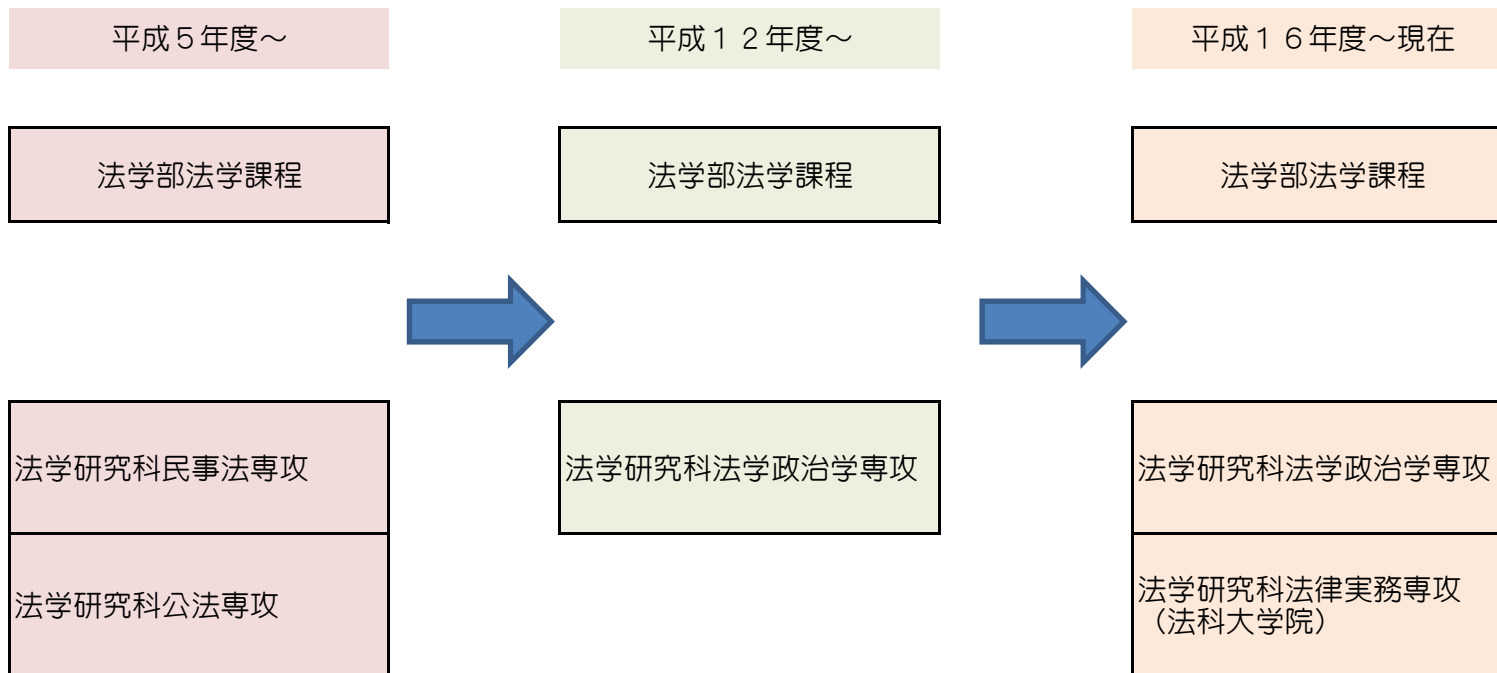 平成５年度～
平成１２年度～
平成１６年度～現在
法学部法学課程
法学部法学課程
法学部法学課程
法学研究科民事法専攻
法学研究科法学政治学専攻
法学研究科法学政治学専攻
法学研究科公法専攻
法学研究科法律実務専攻
（法科大学院）